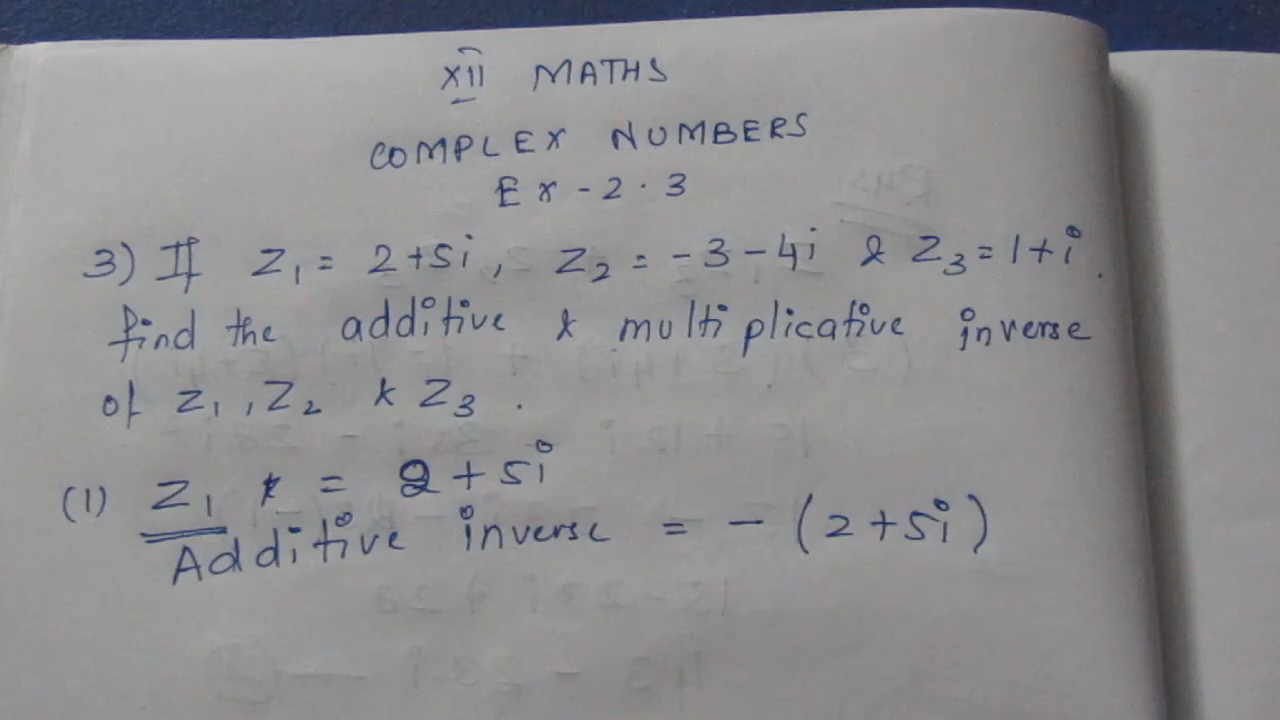 XII MATHS
COMPLEX NUMBERS
Ex - 2.3
3) If Z₁ = 2+5i, Z₂ = -3-4i & Z₃ = 1+i.
find the additive & multiplicative inverse
of Z₁, Z₂ & Z₃.
(1) Z₁ = 2+5i
Additive inverse = -(2+5i)